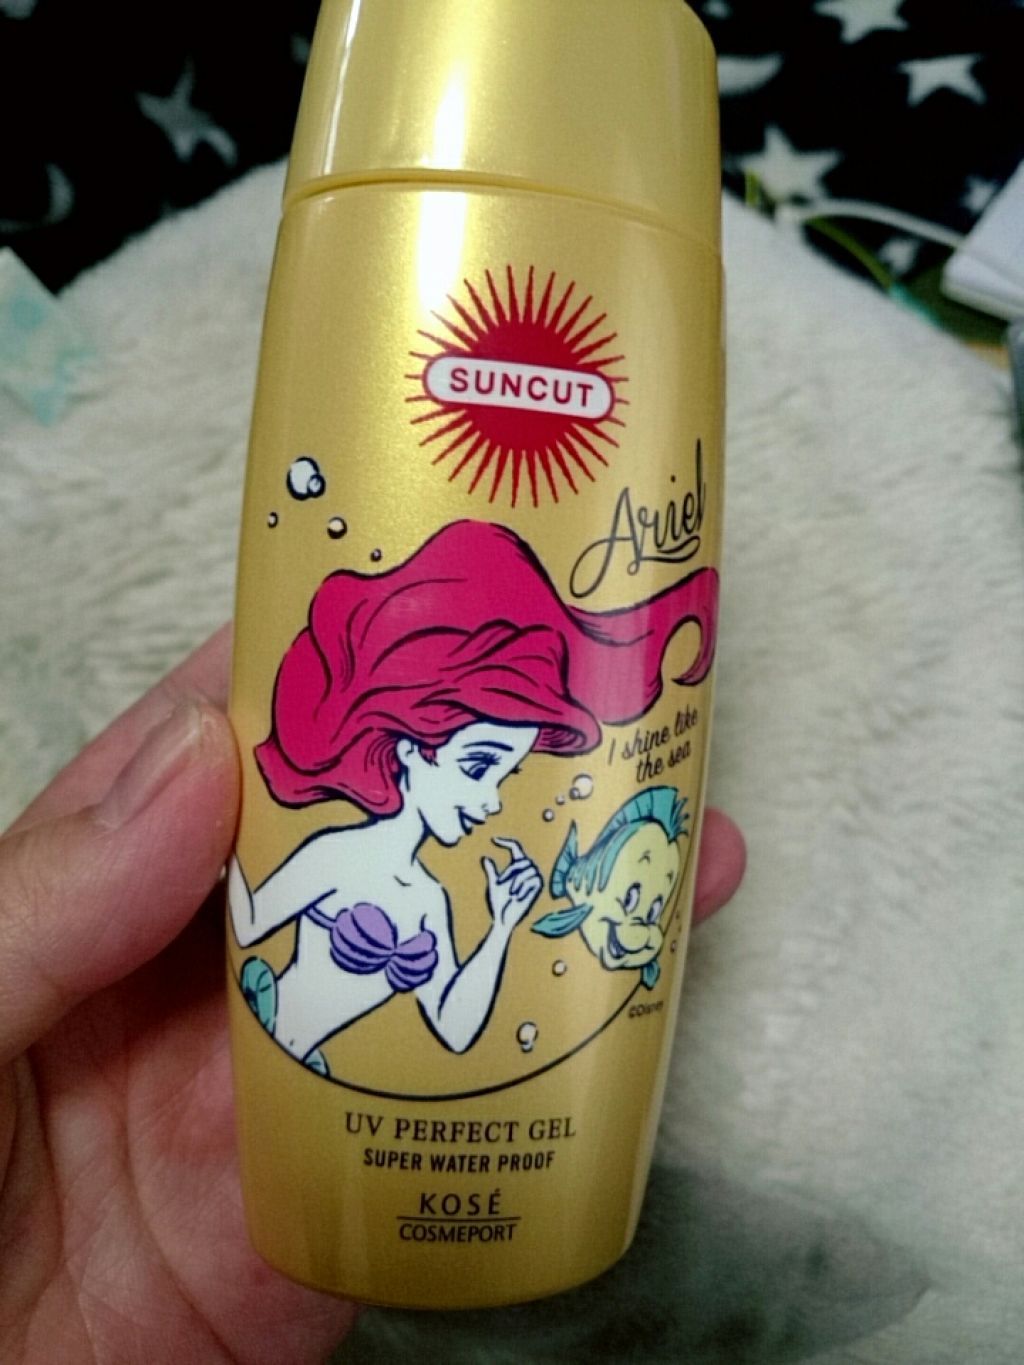 SUNCUT
Ariel
I shine like
the sea
©Disney
UV PERFECT GEL
SUPER WATER PROOF
KOSÉ
COSMEPORT